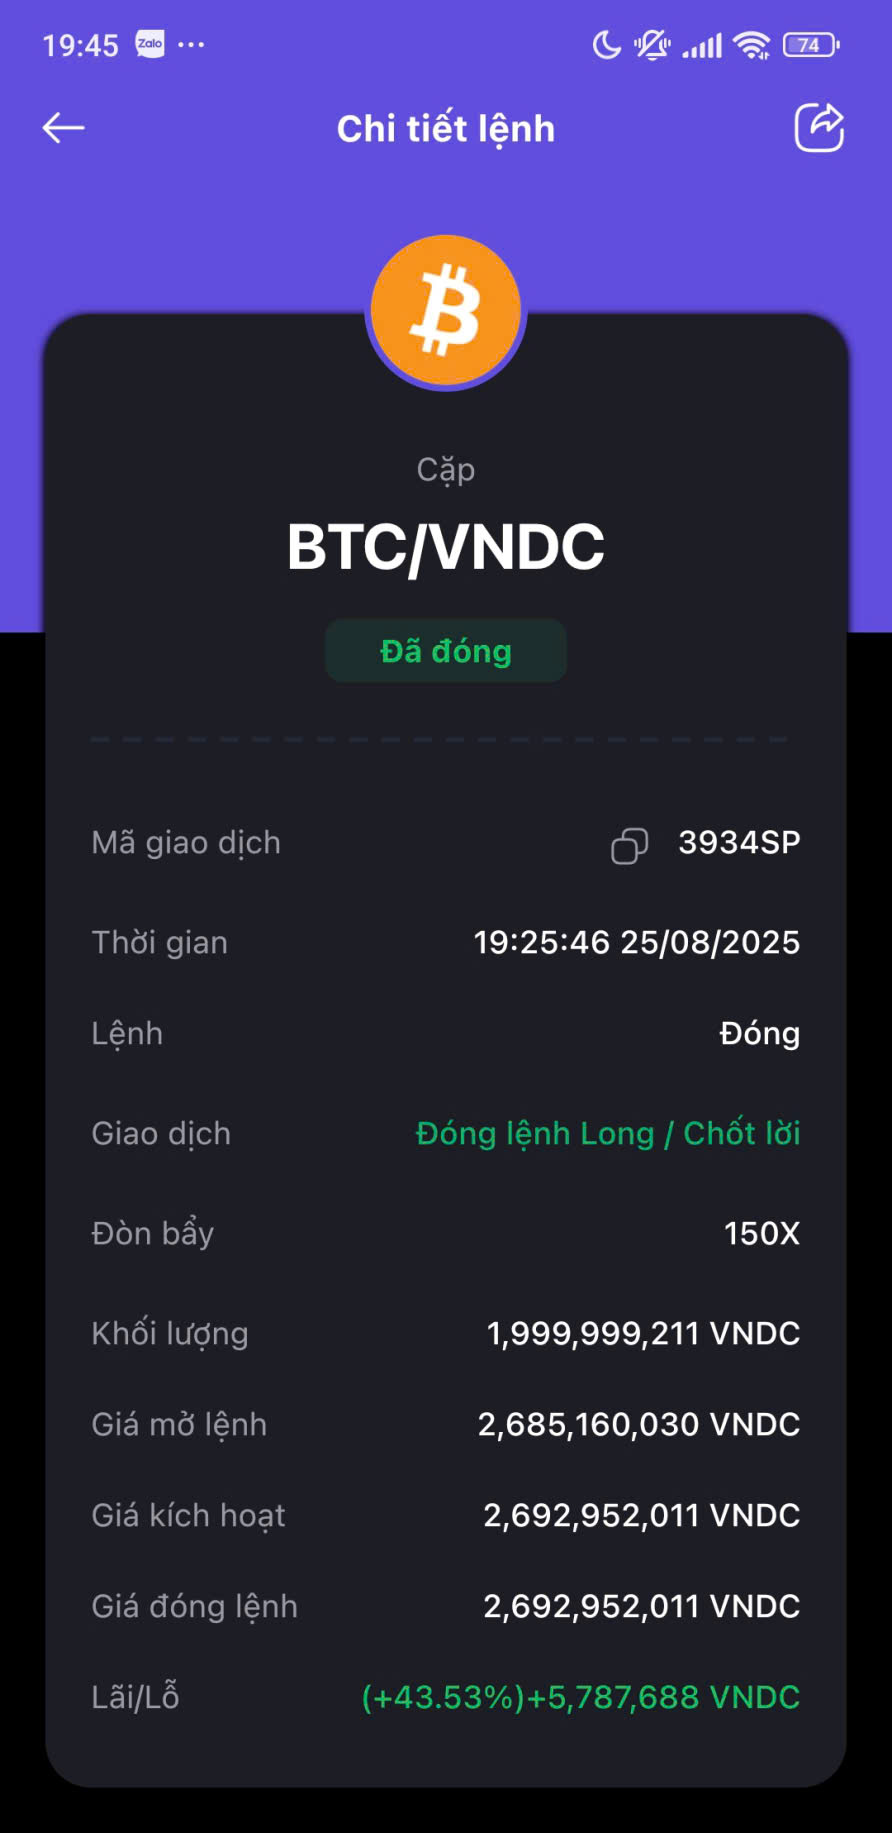 19:45 Zalo ... 74
Chi tiết lệnh
Cặp
BTC/VNDC
Đã đóng
Mã giao dịch 3934SP
Thời gian 19:25:46 25/08/2025
Lệnh Đóng
Giao dịch Đóng lệnh Long / Chốt lời
Đòn bẩy 150X
Khối lượng 1,999,999,211 VNDC
Giá mở lệnh 2,685,160,030 VNDC
Giá kích hoạt 2,692,952,011 VNDC
Giá đóng lệnh 2,692,952,011 VNDC
Lãi/Lỗ (+43.53%)+5,787,688 VNDC